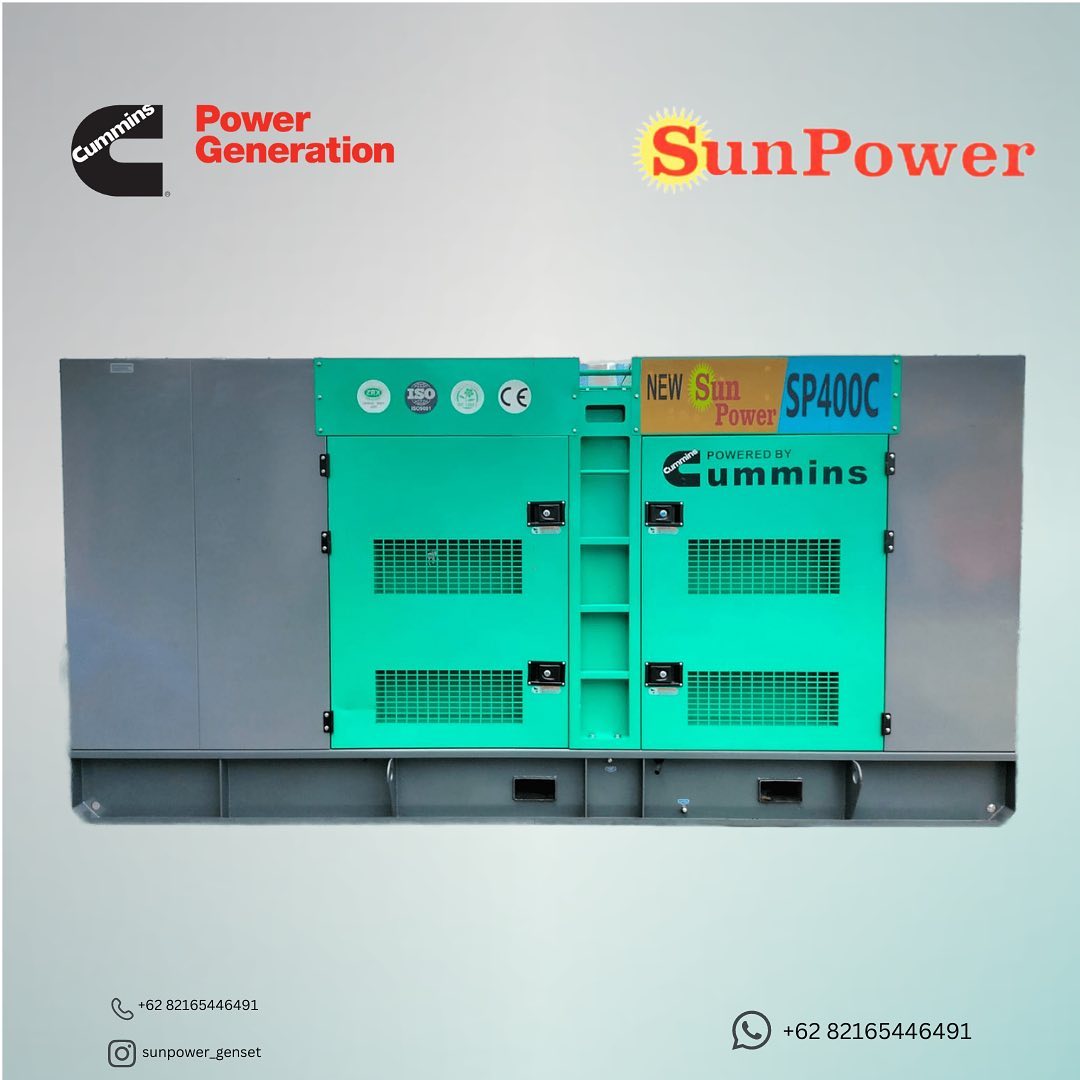 Cummins
Power
Generation
SunPower
ISO
ISO9001
CE
NEW Sun Power SP400C
Cummins
POWERED BY
Cummins
+62 82165446491
sunpower_genset
+62 82165446491